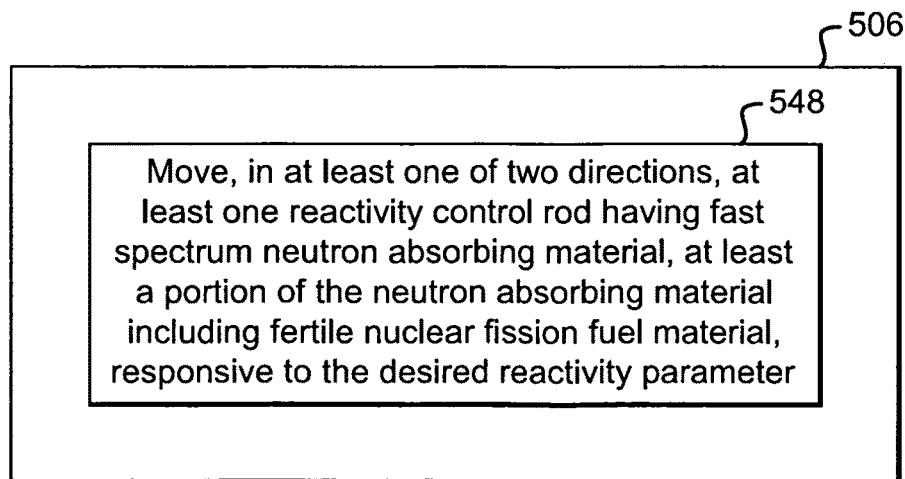 506
548
Move, in at least one of two directions, at
least one reactivity control rod having fast
spectrum neutron absorbing material, at least
a portion of the neutron absorbing material
including fertile nuclear fission fuel material,
responsive to the desired reactivity parameter